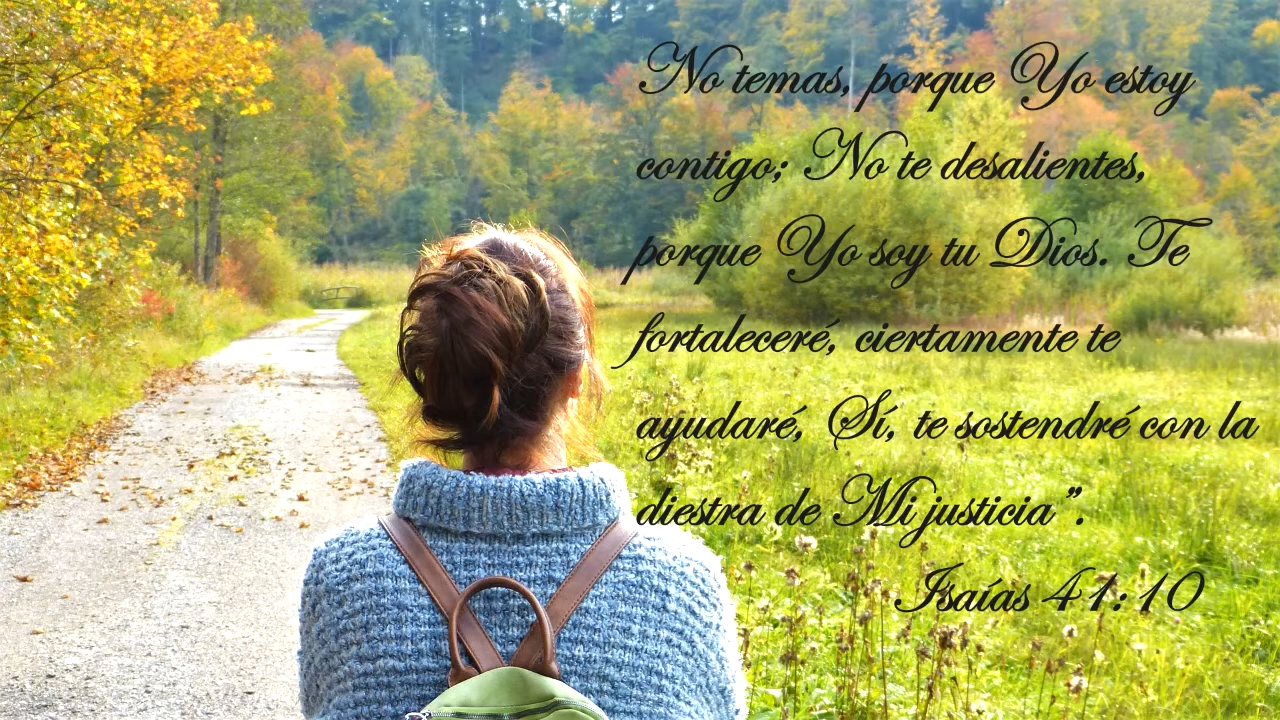 No temas, porque Yo estoy
contigo; No te desalientes,
porque Yo soy tu Dios. Te
fortaleceré, ciertamente te
ayudaré, Sí, te sostendré con la
diestra de Mi justicia”.
Isaías 41:10